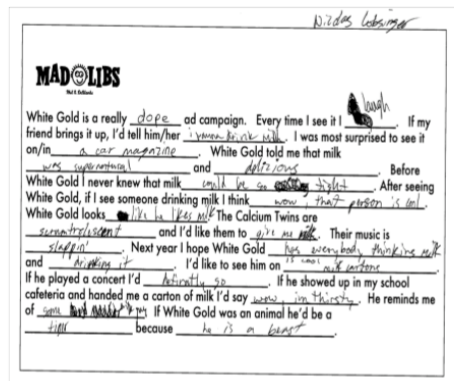 Nicolas
MAD LIBS
laugh
White Gold is a really dope ad campaign. Every time I see it I . If my
friend brings it up, I'd tell him/her i wanna drink milk. I was most surprised to see it
on/in a car magazine. White Gold told me that milk
was supernatural and delicious. Before
White Gold I never knew that milk could be so tight. After seeing
White Gold, if I see someone drinking milk I think wow, that person is cool.
White Gold looks like he likes milk The Calcium Twins are
and I'd like them to give me milk. Their music is
slappin'. Next year I hope White Gold has everybody thinking milk
is cool
and drinking it. I'd like to see him on milk cartons
If he played a concert I'd definitly go. If he showed up in my school
cafeteria and handed me a carton of milk I'd say wow, im thirsty. He reminds me
of some If White Gold was an animal he'd be a
tiger because he is a beast.